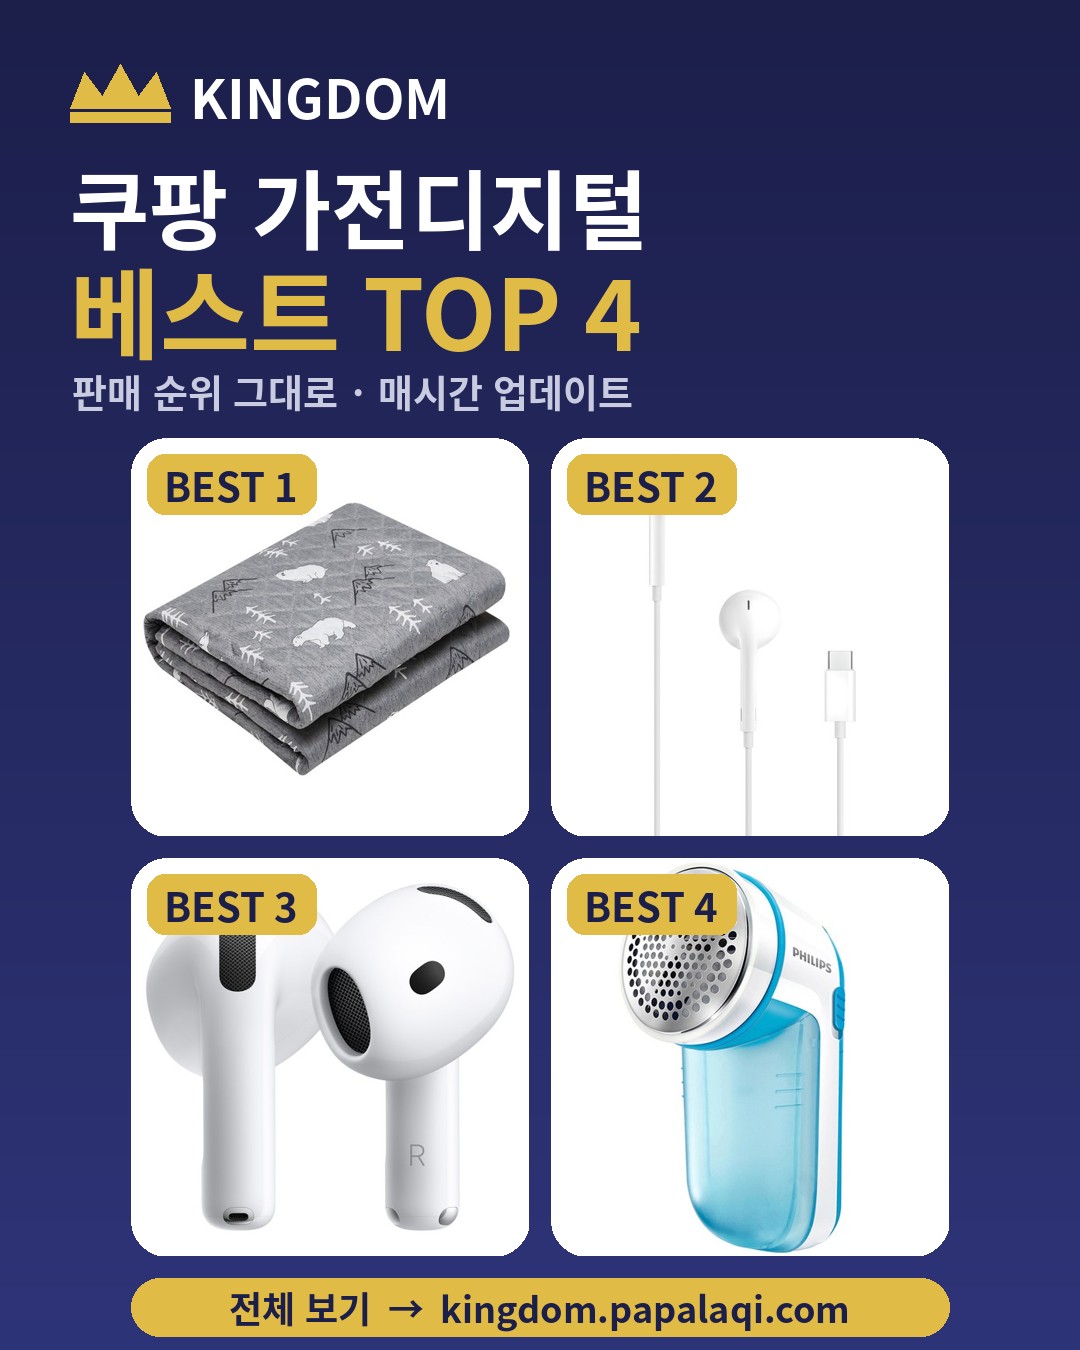 KINGDOM
쿠팡 가전디지털
베스트 TOP 4
판매 순위 그대로 · 매시간 업데이트
BEST 1
BEST 2
BEST 3
R
BEST 4
PHILIPS
전체 보기 → kingdom.papalaqi.com